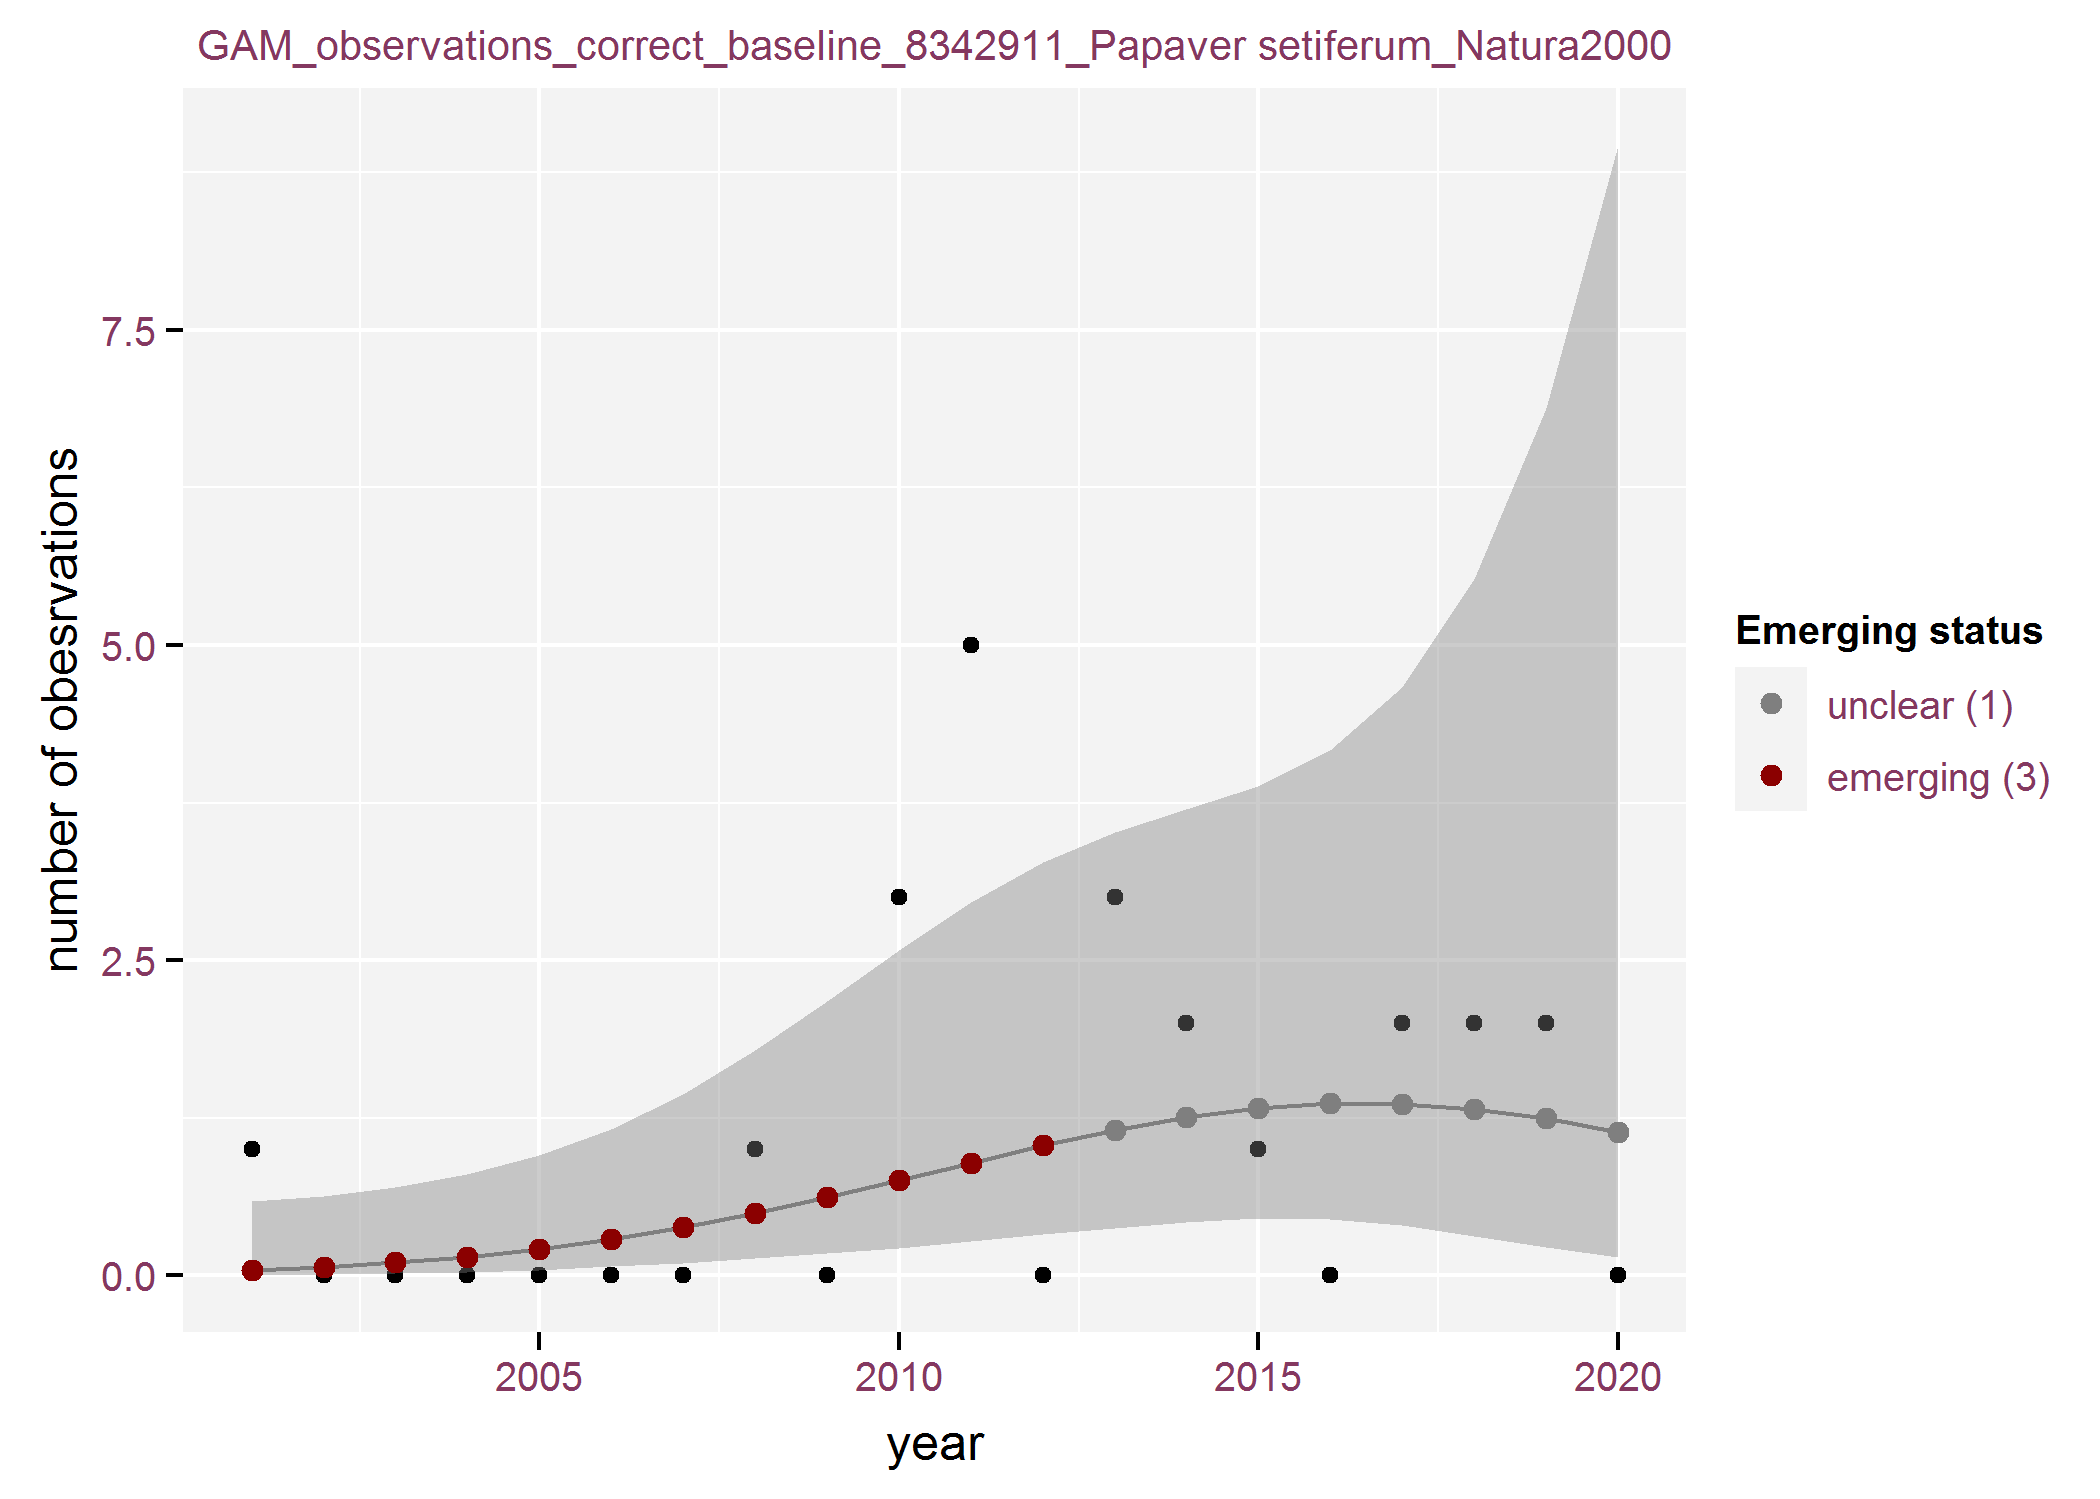 GAM_observations_correct_baseline_8342911_Papaver setiferum_Natura2000
number of obesrvations
7.5
5.0
2.5
0.0
2005 2010 2015 2020
year
Emerging status
unclear (1)
emerging (3)